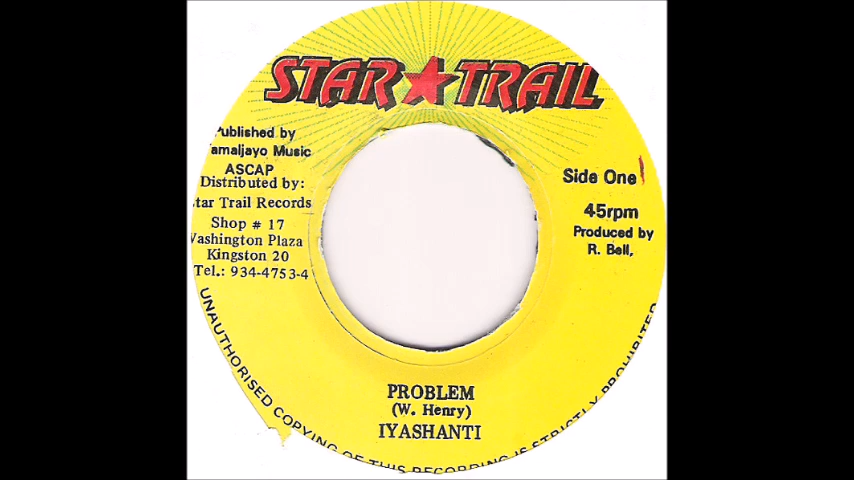 STAR★TRAIL
Published by
amaljayo Music
ASCAP
Distributed by:
tar Trail Records
Shop # 17
Washington Plaza
Kingston 20
Tel.: 934-4753-4
Side One
45rpm
Produced by
R. Bell,
PROBLEM
(W. Henry)
IYASHANTI
UNAUTHORISED COPYING OF THIS RECORDING IS STRICTLY PROHIBITED